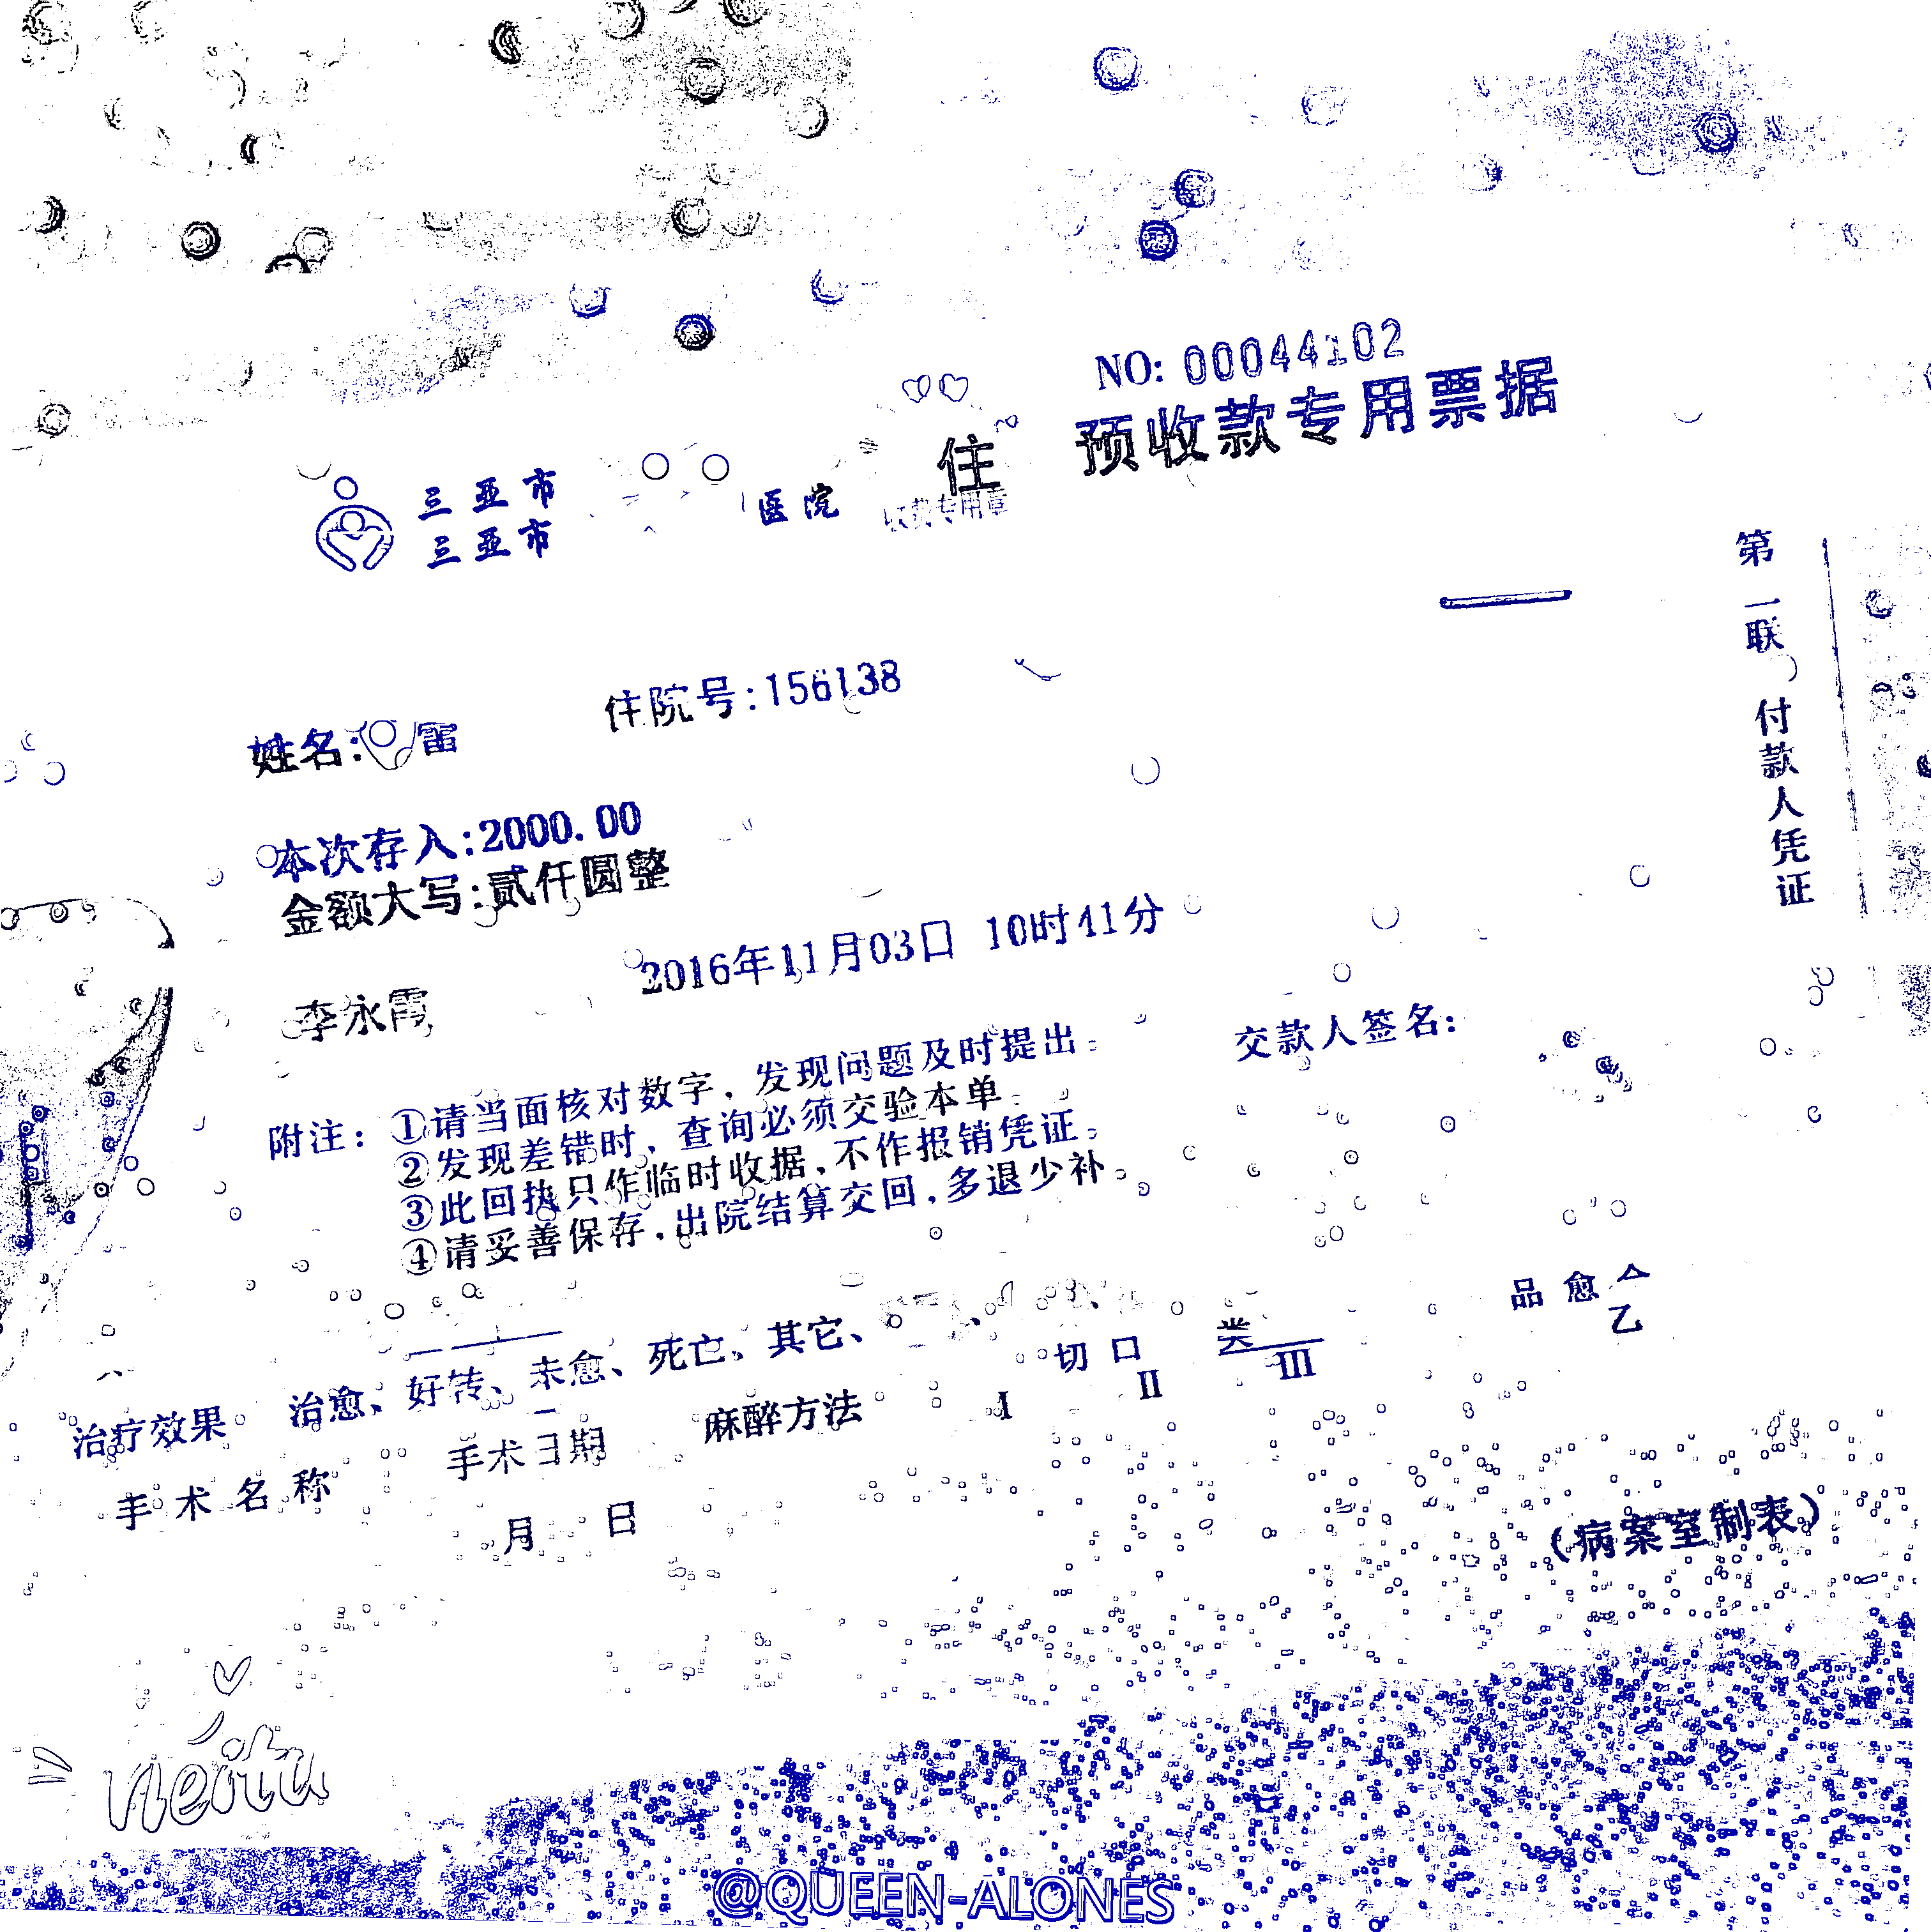 NO: 00044102
预收款专用票据
住
三亚市
医院
三亚市
收费专用章
第一联 付款人凭证
姓名: 雷
住院号:156138
本次存入:2000.00
金额大写:贰仟圆整
2016年11月03日 10时41分
李永霞
交款人签名:
附注: ①请当面核对数字,发现问题及时提出。
②发现差错时,查询必须交验本单。
③此回执只作临时收据,不作报销凭证。
④请妥善保存,出院结算交回,多退少补。
治疗效果 治愈、好转、未愈、死亡、其它、
切口
类
愈
乙
手术名称
手术日期
麻醉方法
I II III
月 日
(病案室制表)
meitu
@QUEEN-ALONES